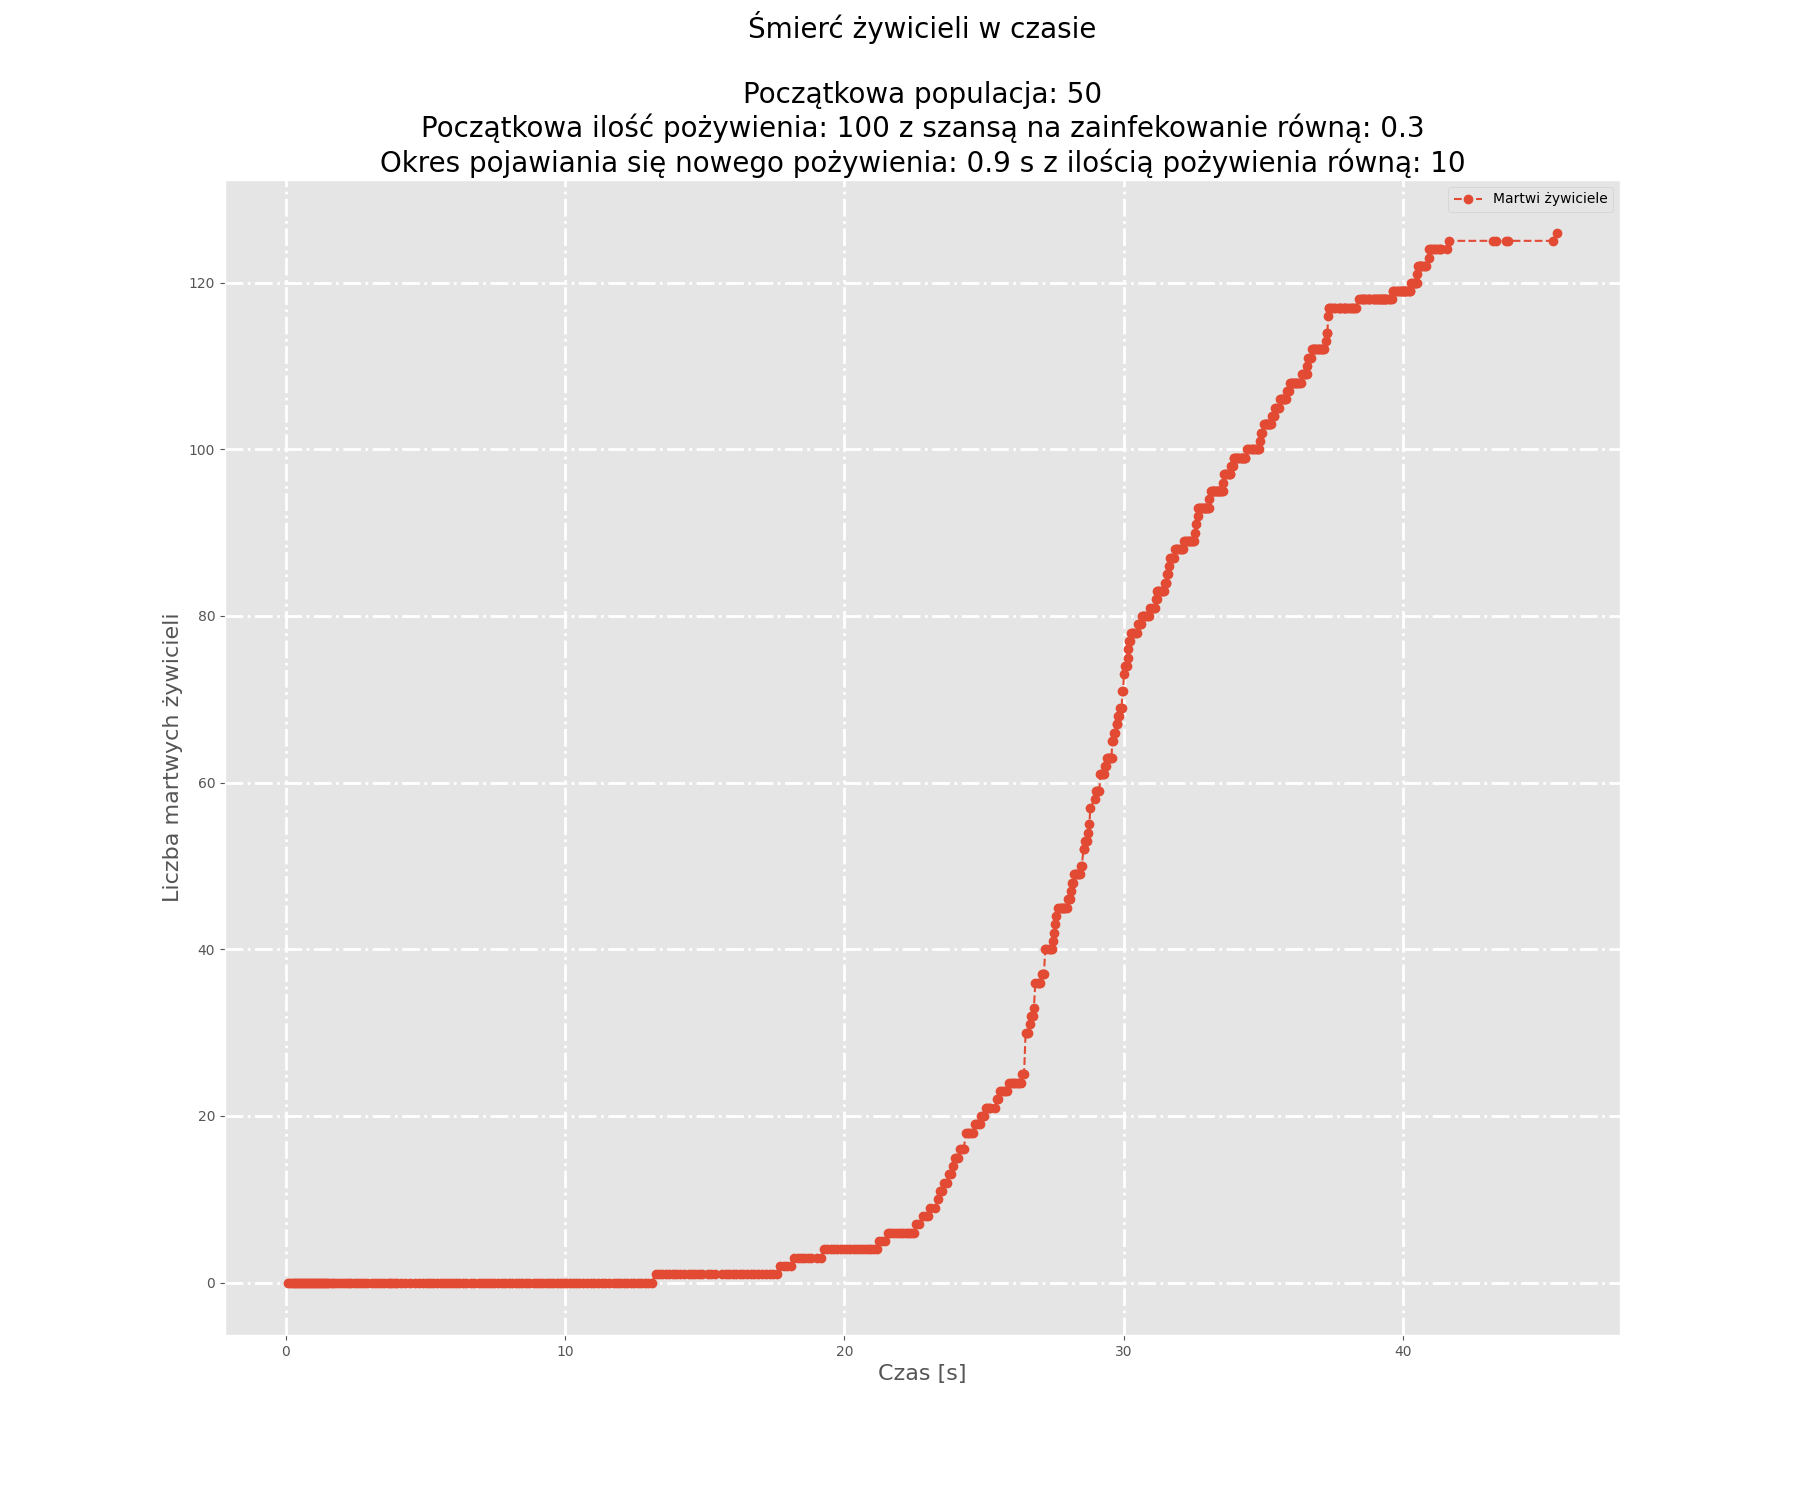 Śmierć żywicieli w czasie
Początkowa populacja: 50
Początkowa ilość pożywienia: 100 z szansą na zainfekowanie równą: 0.3
Okres pojawiania się nowego pożywienia: 0.9 s z ilością pożywienia równą: 10
Martwi żywiciele
120
100
80
60
40
20
0
Liczba martwych żywicieli
0 10 20 30 40
Czas [s]